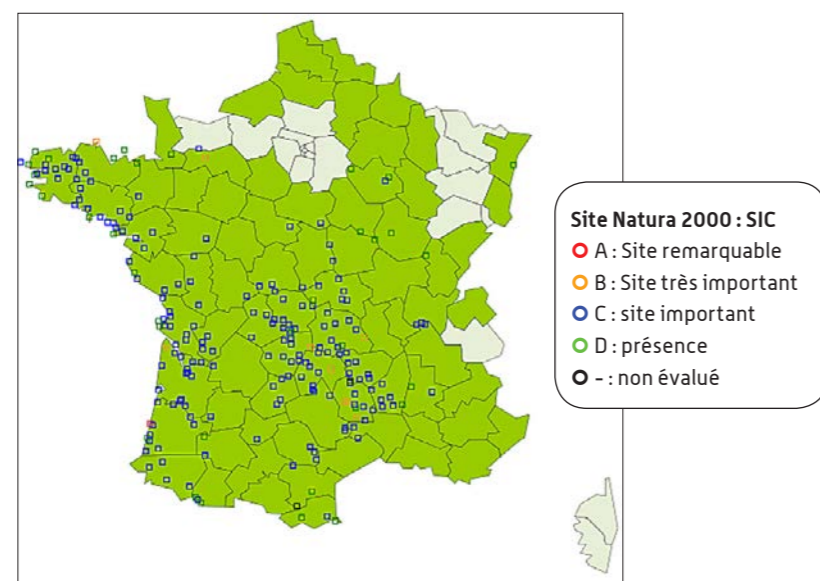 Site Natura 2000 : SIC
A : Site remarquable
B : Site très important
C : site important
D : présence
- : non évalué